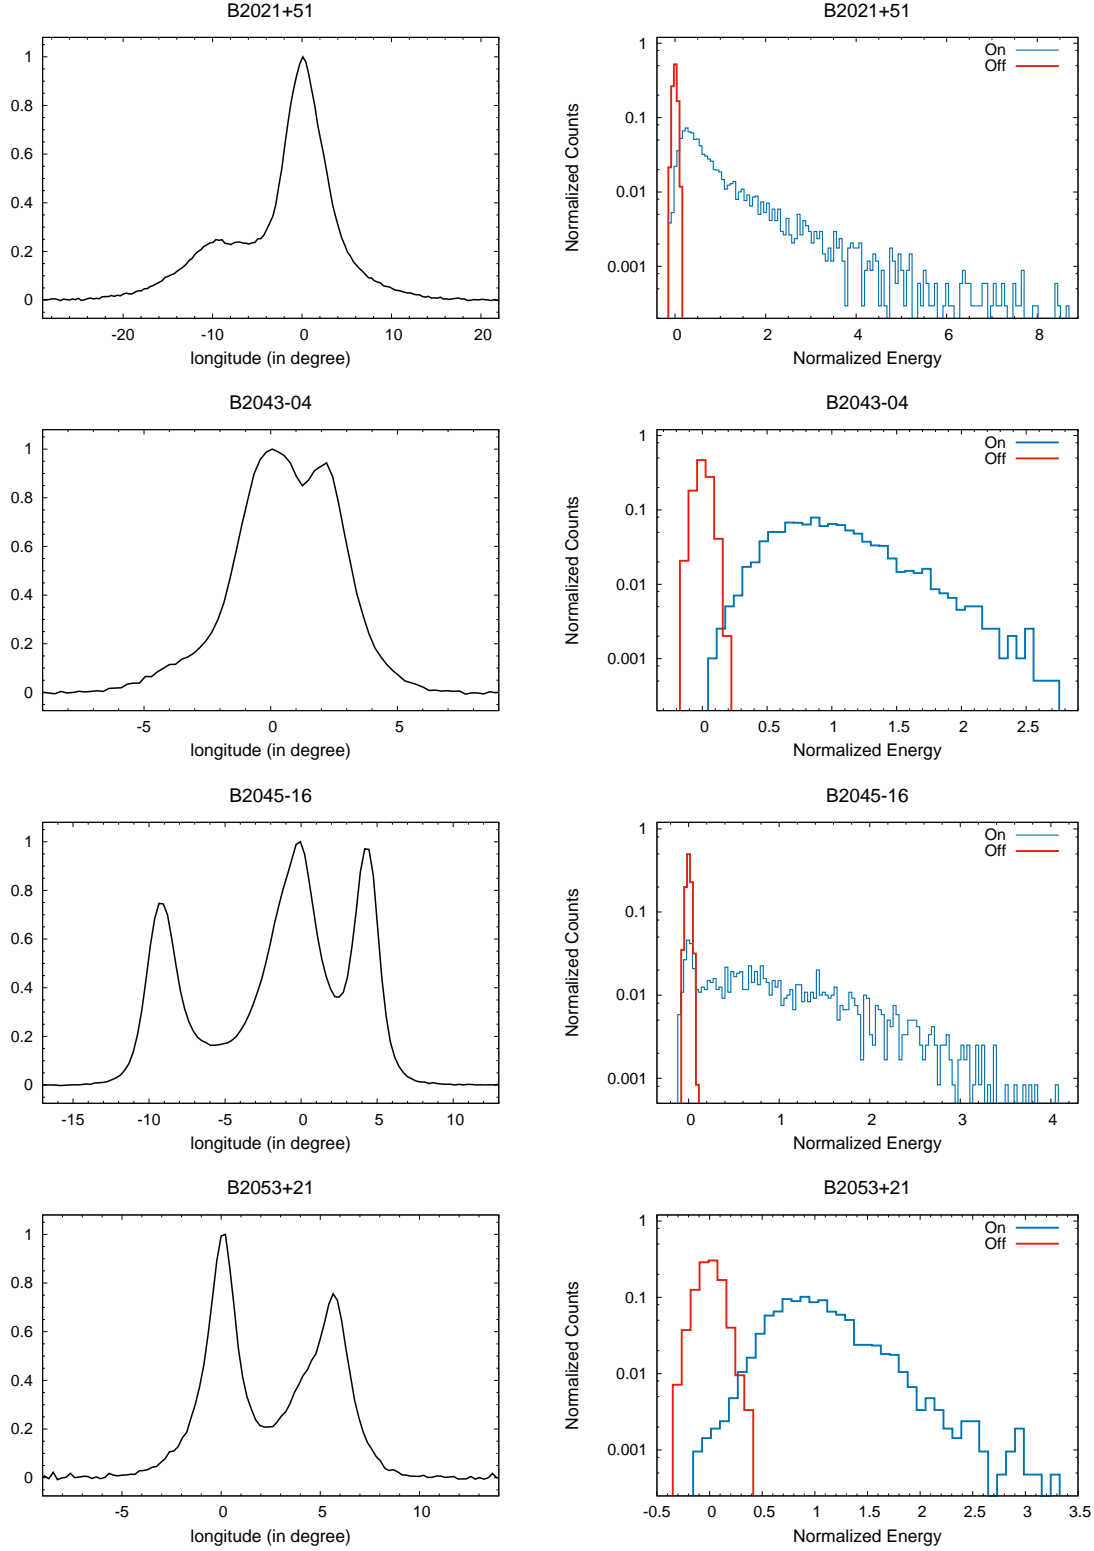 B2021+51
1
0.8
0.6
0.4
0.2
0
-20 -10 0 10 20
longitude (in degree)
B2021+51
On
Off
1
0.1
0.01
0.001
Normalized Counts
0 2 4 6 8
Normalized Energy
B2043-04
1
0.8
0.6
0.4
0.2
0
-5 0 5
longitude (in degree)
B2043-04
On
Off
1
0.1
0.01
0.001
Normalized Counts
0 0.5 1 1.5 2 2.5
Normalized Energy
B2045-16
1
0.8
0.6
0.4
0.2
0
-15 -10 -5 0 5 10
longitude (in degree)
B2045-16
On
Off
1
0.1
0.01
0.001
Normalized Counts
0 1 2 3 4
Normalized Energy
B2053+21
1
0.8
0.6
0.4
0.2
0
-5 0 5 10
longitude (in degree)
B2053+21
On
Off
1
0.1
0.01
0.001
Normalized Counts
-0.5 0 0.5 1 1.5 2 2.5 3 3.5
Normalized Energy